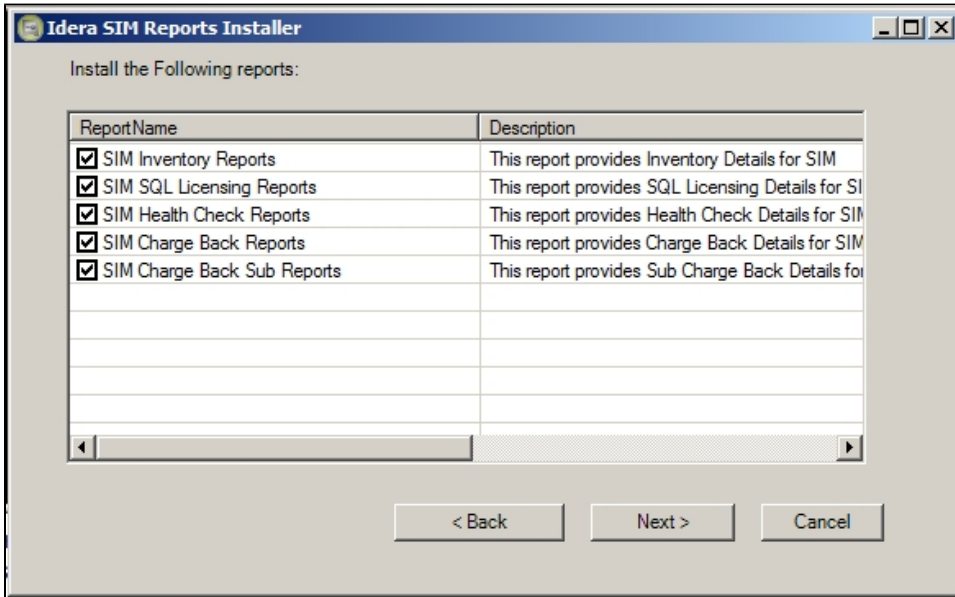 Idera SIM Reports Installer
Install the Following reports:
ReportName Description
SIM Inventory Reports This report provides Inventory Details for SIM
SIM SQL Licensing Reports This report provides SQL Licensing Details for SI
SIM Health Check Reports This report provides Health Check Details for SIM
SIM Charge Back Reports This report provides Charge Back Details for SIM
SIM Charge Back Sub Reports This report provides Sub Charge Back Details for
< Back Next > Cancel